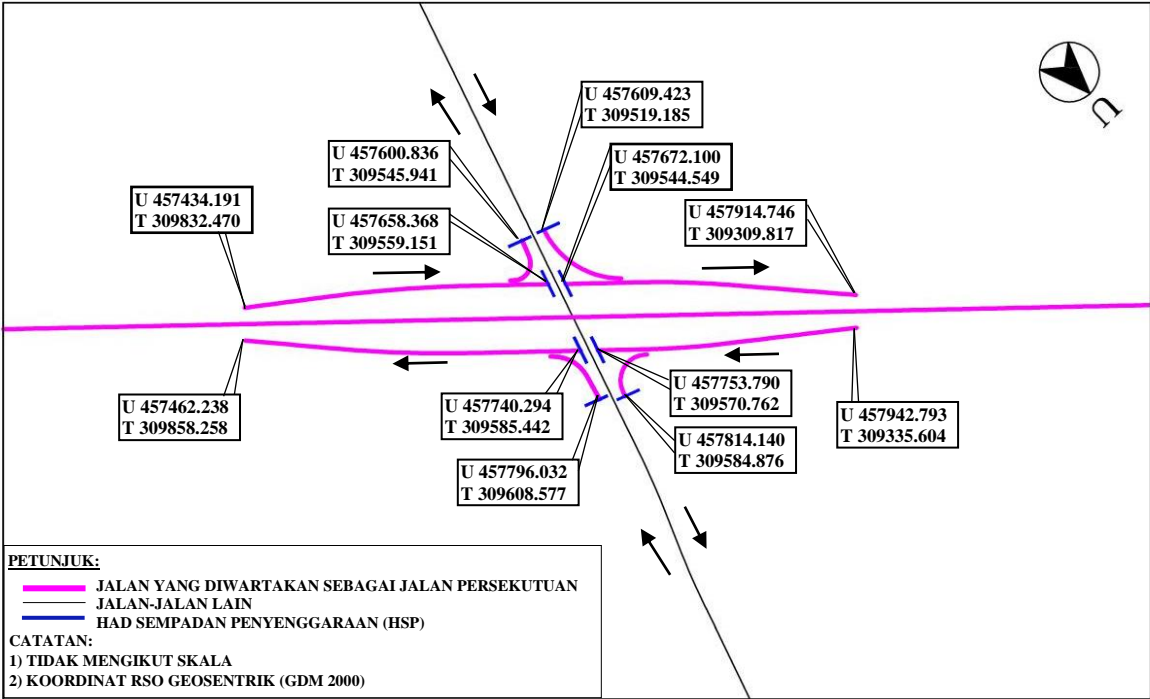 U 457609.423
T 309519.185
U 457600.836
T 309545.941
U 457672.100
T 309544.549
U 457434.191
T 309832.470
U 457658.368
T 309559.151
U 457914.746
T 309309.817
U
U 457462.238
T 309858.258
U 457740.294
T 309585.442
U 457753.790
T 309570.762
U 457942.793
T 309335.604
U 457796.032
T 309608.577
U 457814.140
T 309584.876
PETUNJUK:
JALAN YANG DIWARTAKAN SEBAGAI JALAN PERSEKUTUAN
JALAN-JALAN LAIN
HAD SEMPADAN PENYENGGARAAN (HSP)
CATATAN:
1) TIDAK MENGIKUT SKALA
2) KOORDINAT RSO GEOSENTRIK (GDM 2000)